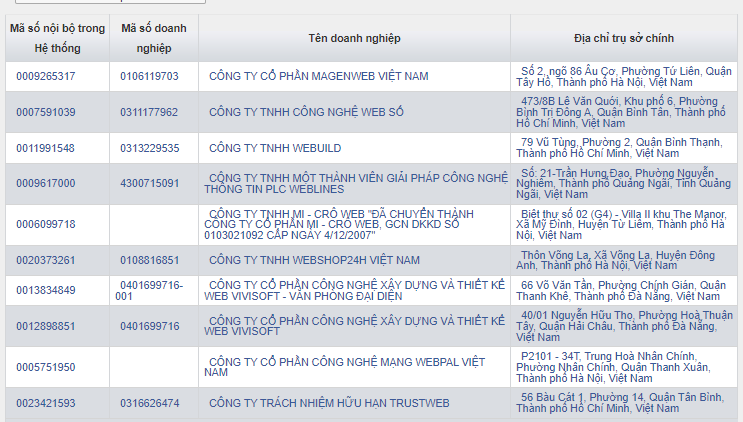 Mã số nội bộ trong
Hệ thống
Mã số doanh
nghiệp
Tên doanh nghiệp
Địa chỉ trụ sở chính
0009265317
0106119703
CÔNG TY CỔ PHẦN MAGENWEB VIỆT NAM
Số 2, ngõ 86 Âu Cơ, Phường Tứ Liên, Quận
Tây Hồ, Thành phố Hà Nội, Việt Nam
0007591039
0311177962
CÔNG TY TNHH CÔNG NGHỆ WEB SỐ
473/8B Lê Văn Quới, Khu phố 6, Phường
Bình Trị Đông A, Quận Bình Tân, Thành phố
Hồ Chí Minh, Việt Nam
0011991548
0313229535
CÔNG TY TNHH WEBUILD
79 Vũ Tùng, Phường 2, Quận Bình Thạnh,
Thành phố Hồ Chí Minh, Việt Nam
0009617000
4300715091
CÔNG TY TNHH MỘT THÀNH VIÊN GIẢI PHÁP CÔNG NGHỆ
THÔNG TIN PLC WEBLINES
Số: 21-Trần Hưng Đạo, Phường Nguyễn
Nghiêm, Thành phố Quảng Ngãi, Tỉnh Quảng
Ngãi, Việt Nam
0006099718
CÔNG TY TNHH MI - CRÔ WEB "ĐÃ CHUYỂN THÀNH
CÔNG TY CỔ PHẦN MI - CRÔ WEB, GCN DKKD SỐ
0103021092 CẤP NGÀY 4/12/2007"
Biệt thự số 02 (G4) - Villa II khu The Manor,
Xã Mỹ Đình, Huyện Từ Liêm, Thành phố Hà
Nội, Việt Nam
0020373261
0108816851
CÔNG TY TNHH WEBSHOP24H VIỆT NAM
Thôn Võng La, Xã Võng La, Huyện Đông
Anh, Thành phố Hà Nội, Việt Nam
0013834849
0401699716-
001
CÔNG TY CỔ PHẦN CÔNG NGHỆ XÂY DỰNG VÀ THIẾT KẾ
WEB VIVISOFT - VĂN PHÒNG ĐẠI DIỆN
66 Võ Văn Tần, Phường Chính Gián, Quận
Thanh Khê, Thành phố Đà Nẵng, Việt Nam
0012898851
0401699716
CÔNG TY CỔ PHẦN CÔNG NGHỆ XÂY DỰNG VÀ THIẾT KẾ
WEB VIVISOFT
40/01 Nguyễn Hữu Thọ, Phường Hoà Thuận
Tây, Quận Hải Châu, Thành phố Đà Nẵng,
Việt Nam
0005751950
CÔNG TY CỔ PHẦN CÔNG NGHỆ MẠNG WEBPAL VIỆT
NAM
P2101 - 34T, Trung Hoà Nhân Chính,
Phường Nhân Chính, Quận Thanh Xuân,
Thành phố Hà Nội, Việt Nam
0023421593
0316626474
CÔNG TY TRÁCH NHIỆM HỮU HẠN TRUSTWEB
56 Bàu Cát 1, Phường 14, Quận Tân Bình,
Thành phố Hồ Chí Minh, Việt Nam